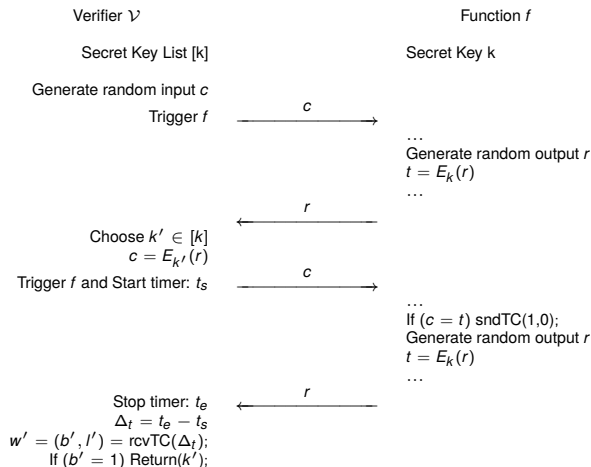 Verifier 𝒱 Function f
Secret Key List [k] Secret Key k
Generate random input c
c
Trigger f
...
Generate random output r
t = E_k(r)
...
r
Choose k′ ∈ [k]
c = E_k′(r)
c
Trigger f and Start timer: t_s
...
If (c = t) sndTC(1,0);
Generate random output r
t = E_k(r)
...
r
Stop timer: t_e
Δ_t = t_e − t_s
w′ = (b′, l′) = rcvTC(Δ_t);
If (b′ = 1) Return(k′);